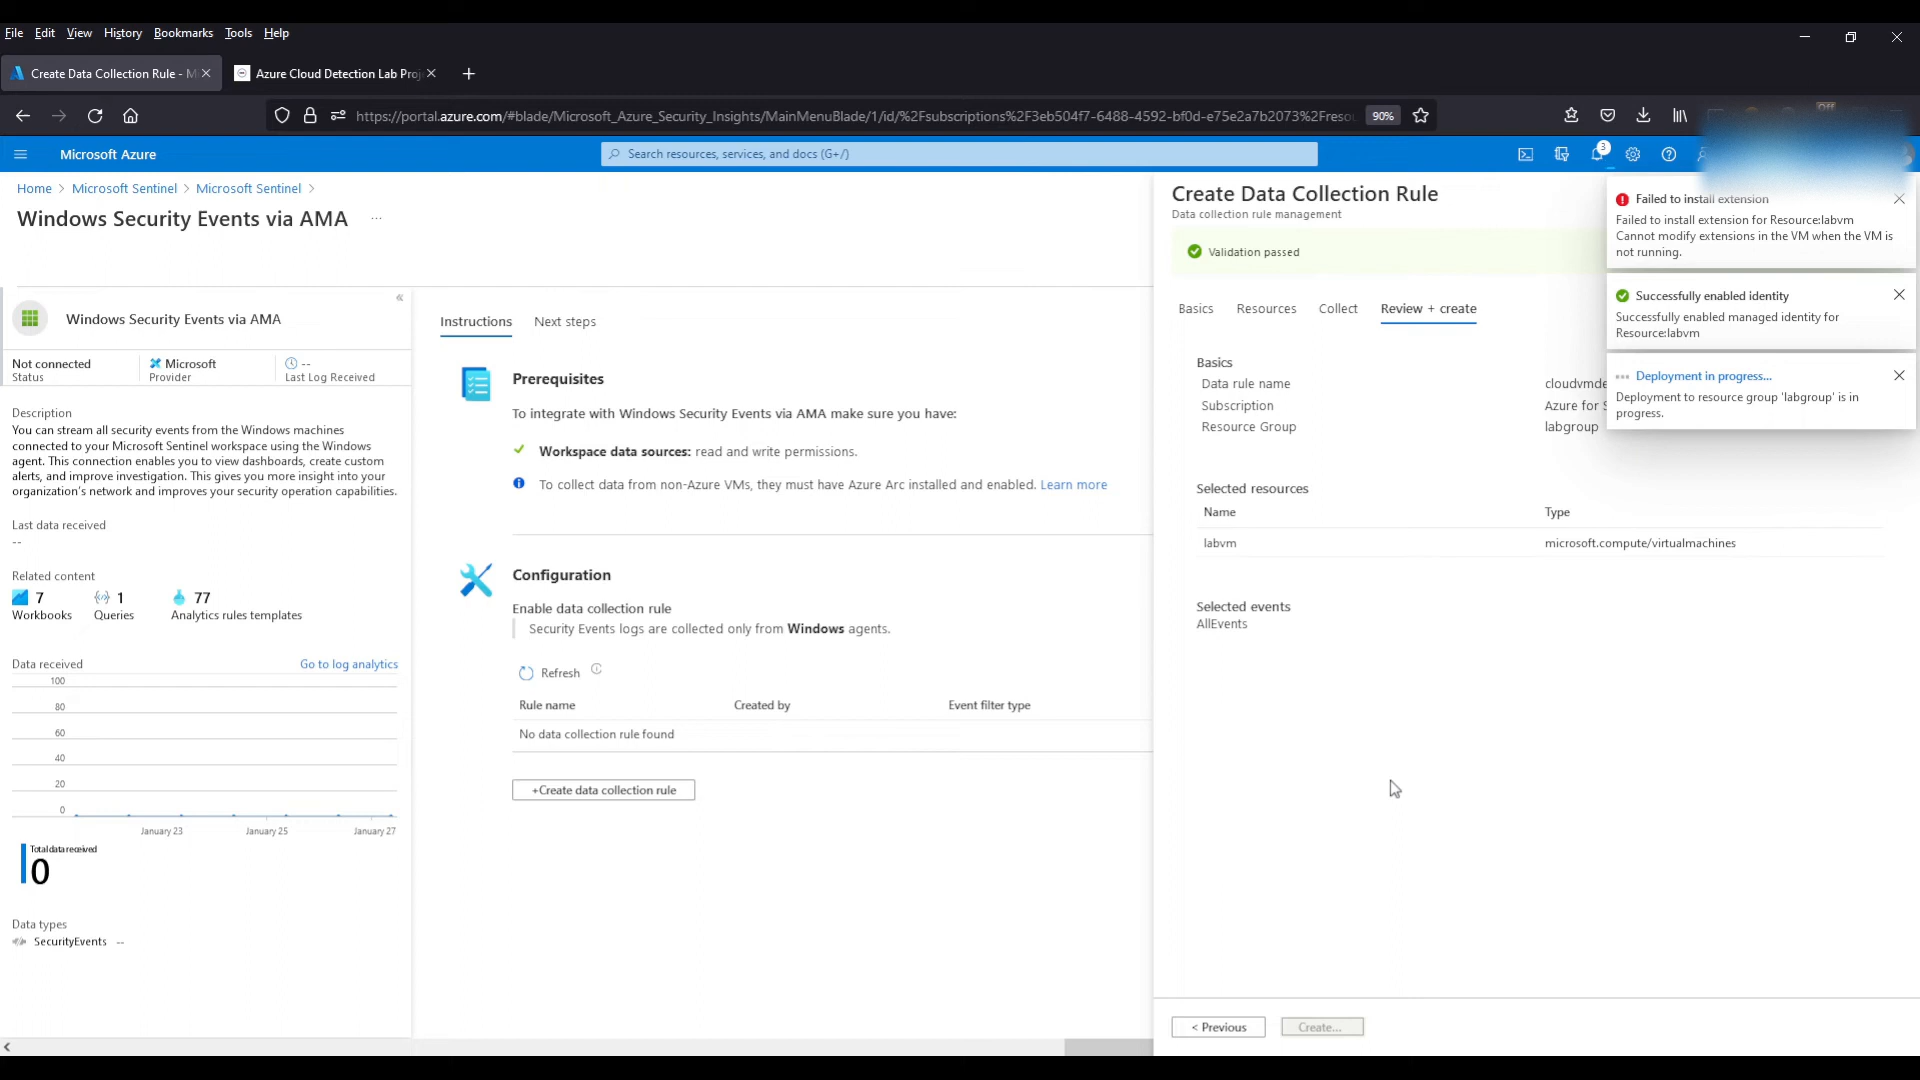 File Edit View History Bookmarks Tools Help
Create Data Collection Rule - M
Azure Cloud Detection Lab Proj
https://portal.azure.com/#blade/Microsoft_Azure_Security_Insights/MainMenuBlade/1/id/%2Fsubscriptions%2F3eb504f7-6488-4592-bf0d-e75e2a7b2073%2Freso
90%
Off
Microsoft Azure
Search resources, services, and docs (G+/)
3
Home > Microsoft Sentinel > Microsoft Sentinel >
Windows Security Events via AMA ...
Windows Security Events via AMA
Not connected
Status
Microsoft
Provider
--
Last Log Received
Description
You can stream all security events from the Windows machines
connected to your Microsoft Sentinel workspace using the Windows
agent. This connection enables you to view dashboards, create custom
alerts, and improve investigation. This gives you more insight into your
organization's network and improves your security operation capabilities.
Last data received
--
Related content
7
Workbooks
1
Queries
77
Analytics rules templates
Data received
Go to log analytics
100
80
60
40
20
0
January 23
January 25
January 27
Total data received
0
Data types
SecurityEvents --
Instructions
Next steps
Prerequisites
To integrate with Windows Security Events via AMA make sure you have:
Workspace data sources: read and write permissions.
To collect data from non-Azure VMs, they must have Azure Arc installed and enabled. Learn more
Configuration
Enable data collection rule
Security Events logs are collected only from Windows agents.
Refresh
Rule name
Created by
Event filter type
No data collection rule found
+Create data collection rule
Create Data Collection Rule
Data collection rule management
Validation passed
Basics
Resources
Collect
Review + create
Basics
Data rule name
cloudvmde
Subscription
Azure for S
Resource Group
labgroup
Selected resources
Name
Type
labvm
microsoft.compute/virtualmachines
Selected events
AllEvents
< Previous
Create...
Failed to install extension
Failed to install extension for Resource:labvm
Cannot modify extensions in the VM when the VM is
not running.
Successfully enabled identity
Successfully enabled managed identity for
Resource:labvm
Deployment in progress...
Deployment to resource group 'labgroup' is in
progress.